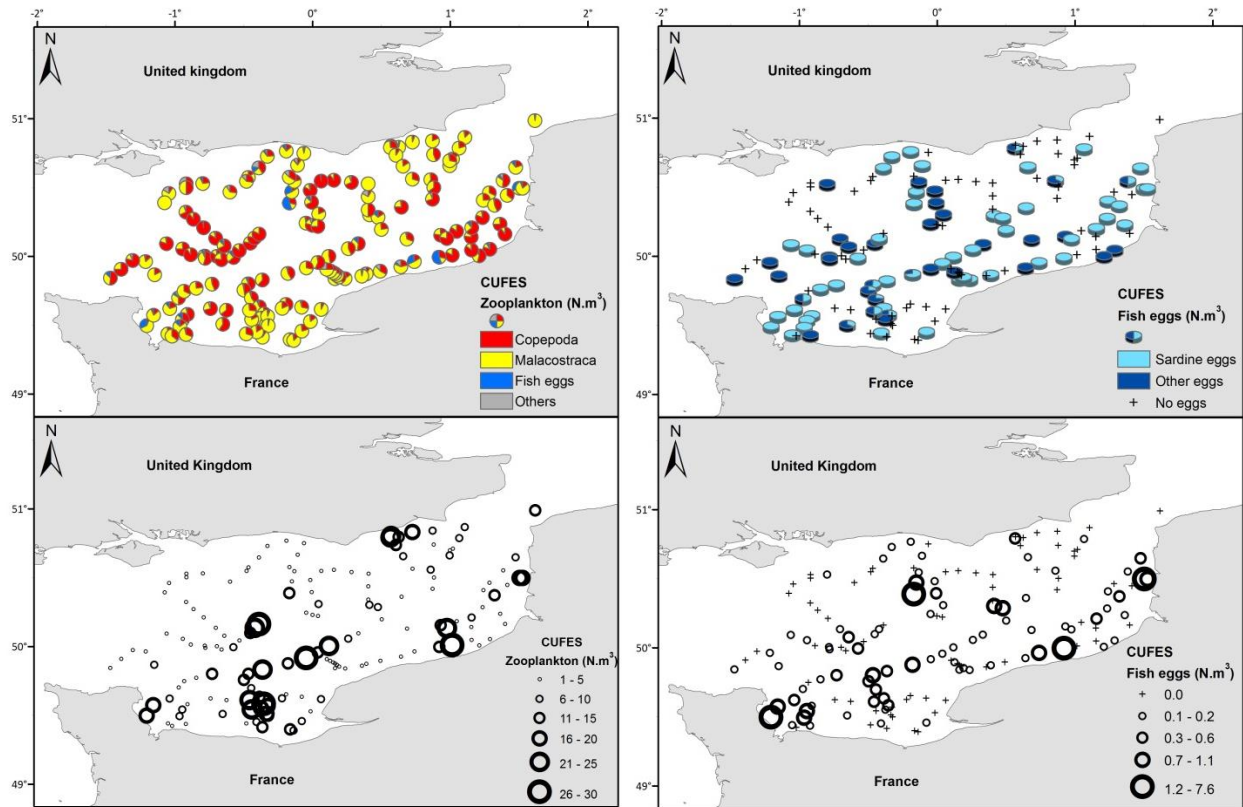 -2°
-1°
0°
1°
2°
N
United kingdom
51°
50°
49°
France
CUFES
Zooplankton (N.m³)
Copepoda
Malacostraca
Fish eggs
Others
-2°
-1°
0°
1°
2°
N
United kingdom
51°
50°
49°
France
CUFES
Fish eggs (N.m³)
Sardine eggs
Other eggs
No eggs
N
United Kingdom
51°
50°
49°
France
CUFES
Zooplankton (N.m³)
1 - 5
6 - 10
11 - 15
16 - 20
21 - 25
26 - 30
N
United Kingdom
51°
50°
49°
France
CUFES
Fish eggs (N.m³)
0.0
0.1 - 0.2
0.3 - 0.6
0.7 - 1.1
1.2 - 7.6